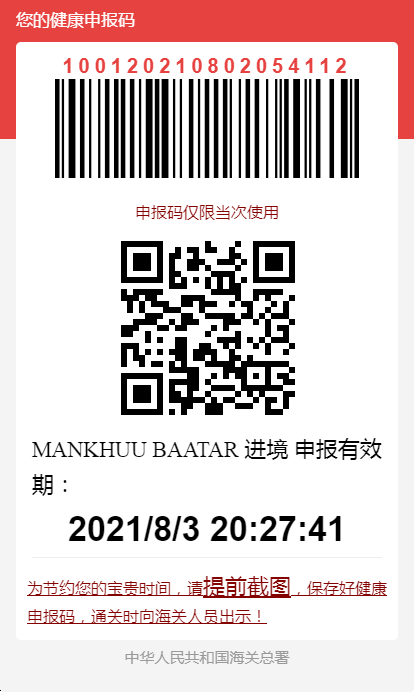 您的健康申报码
100120210802054112
申报码仅限当次使用
MANKHUU BAATAR 进境 申报有效
期：
2021/8/3 20:27:41
为节约您的宝贵时间，请提前截图，保存好健康
申报码，通关时向海关人员出示！
中华人民共和国海关总署